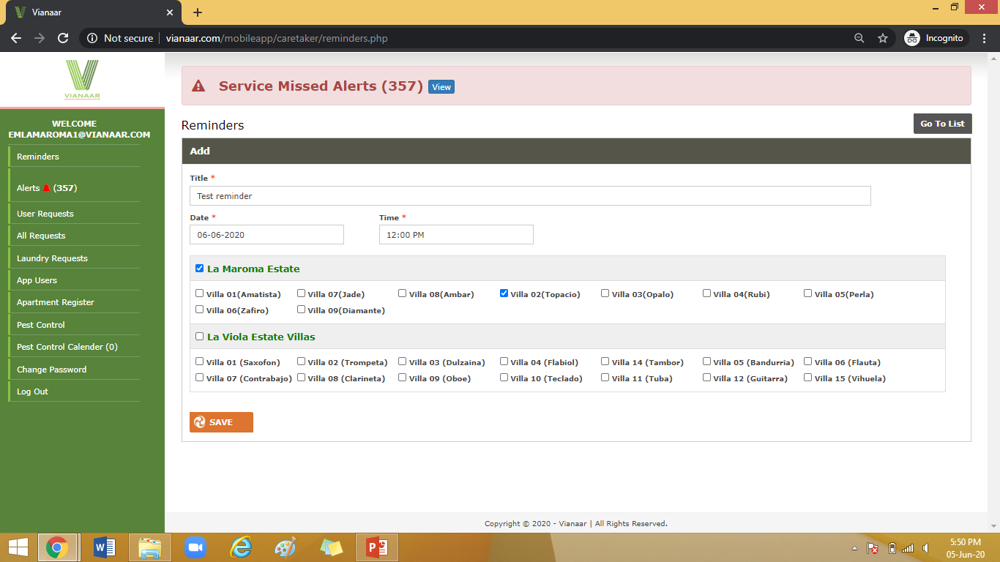 Vianaar
Not secure vianaar.com/mobileapp/caretaker/reminders.php Incognito
VIANAAR
WELCOME
EMLAMAROMA1@VIANAAR.COM
Reminders
Alerts (357)
User Requests
All Requests
Laundry Requests
App Users
Apartment Register
Pest Control
Pest Control Calender (0)
Change Password
Log Out
Service Missed Alerts (357) View
Reminders Go To List
Add
Title *
Test reminder
Date * Time *
06-06-2020 12:00 PM
La Maroma Estate
Villa 01(Amatista) Villa 07(Jade) Villa 08(Ambar) Villa 02(Topacio) Villa 03(Opalo) Villa 04(Rubi) Villa 05(Perla)
Villa 06(Zafiro) Villa 09(Diamante)
La Viola Estate Villas
Villa 01 (Saxofon) Villa 02 (Trompeta) Villa 03 (Dulzaina) Villa 04 (Flabiol) Villa 14 (Tambor) Villa 05 (Bandurria) Villa 06 (Flauta)
Villa 07 (Contrabajo) Villa 08 (Clarineta) Villa 09 (Oboe) Villa 10 (Teclado) Villa 11 (Tuba) Villa 12 (Guitarra) Villa 15 (Vihuela)
SAVE
Copyright © 2020 - Vianaar | All Rights Reserved.
5:50 PM
05-Jun-20